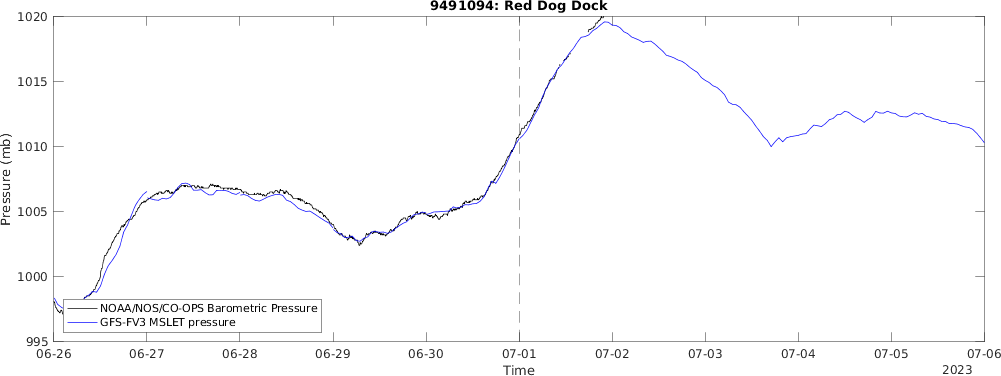 9491094: Red Dog Dock
1020
1015
1010
1005
1000
995
Pressure (mb)
NOAA/NOS/CO-OPS Barometric Pressure
GFS-FV3 MSLET pressure
06-26 06-27 06-28 06-29 06-30 07-01 07-02 07-03 07-04 07-05 07-06
Time
2023